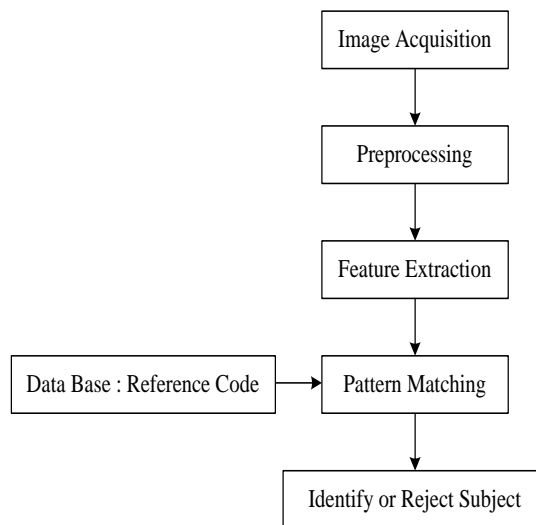 Image Acquisition
Preprocessing
Feature Extraction
Data Base : Reference Code
Pattern Matching
Identify or Reject Subject